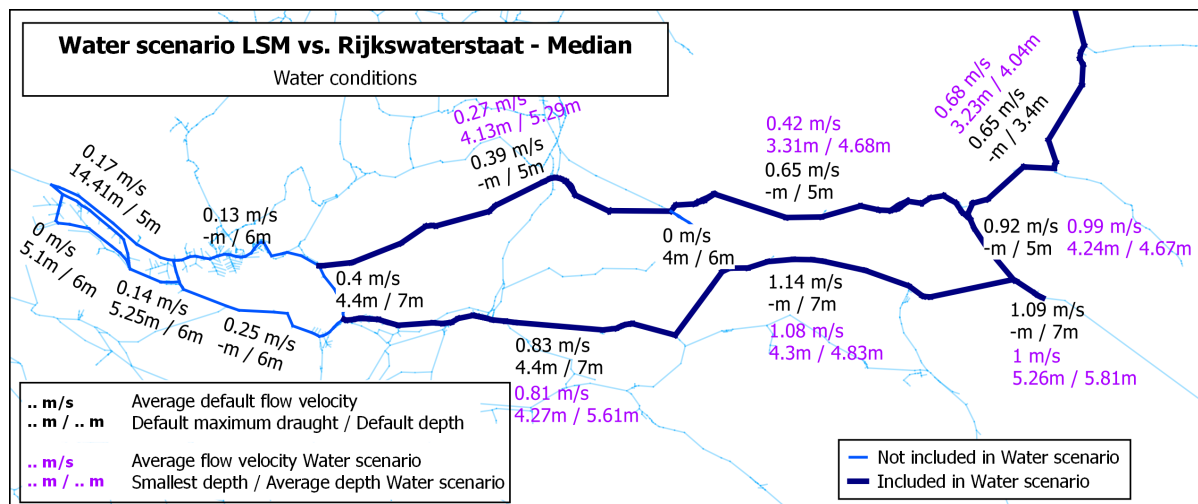 Water scenario LSM vs. Rijkswaterstaat - Median
Water conditions
0.27 m/s
4.13m / 5.29m
0.39 m/s
-m / 5m
0.42 m/s
3.31m / 4.68m
0.65 m/s
-m / 5m
0.68 m/s
3.23m / 4.04m
0.65 m/s
-m / 3.4m
0.17 m/s
14.41m / 5m
0.13 m/s
-m / 6m
0 m/s
5.1m / 6m
0.14 m/s
5.25m / 6m
0.25 m/s
-m / 6m
0.4 m/s
4.4m / 7m
0 m/s
4m / 6m
0.92 m/s
-m / 5m
0.99 m/s
4.24m / 4.67m
1.14 m/s
-m / 7m
1.08 m/s
4.3m / 4.83m
1.09 m/s
-m / 7m
1 m/s
5.26m / 5.81m
0.83 m/s
4.4m / 7m
0.81 m/s
4.27m / 5.61m
.. m/s Average default flow velocity
.. m / .. m Default maximum draught / Default depth
.. m/s Average flow velocity Water scenario
.. m / .. m Smallest depth / Average depth Water scenario
Not included in Water scenario
Included in Water scenario